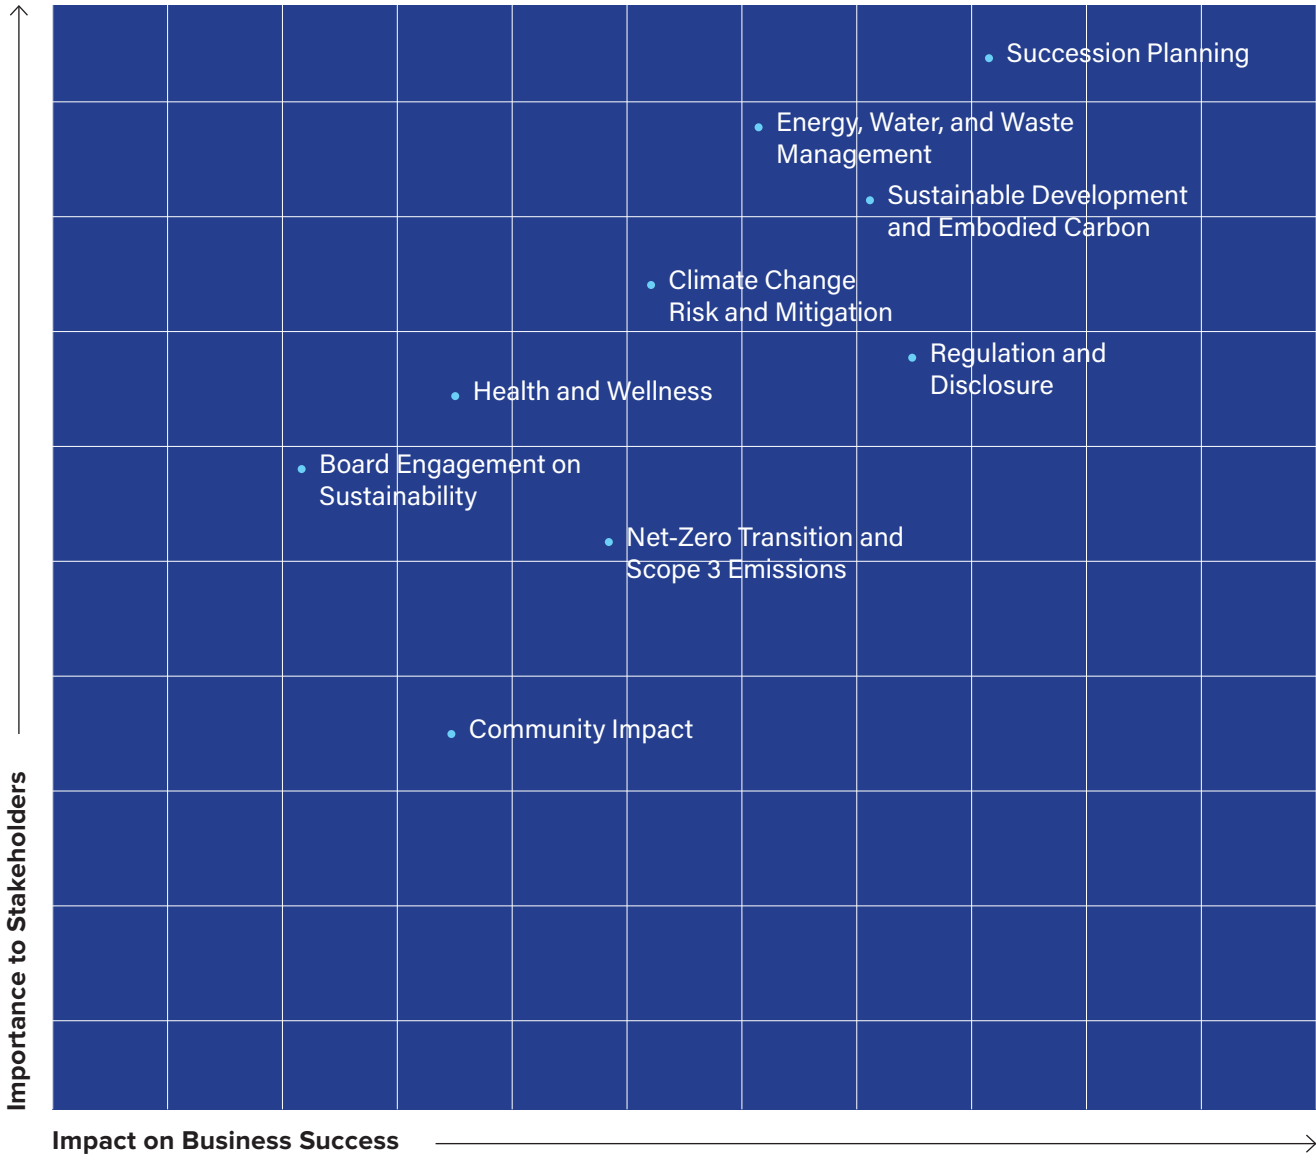 Succession Planning
Energy, Water, and Waste
Management
Sustainable Development
and Embodied Carbon
Climate Change
Risk and Mitigation
Regulation and
Disclosure
Health and Wellness
Board Engagement on
Sustainability
Net-Zero Transition and
Scope 3 Emissions
Community Impact
Importance to Stakeholders
Impact on Business Success